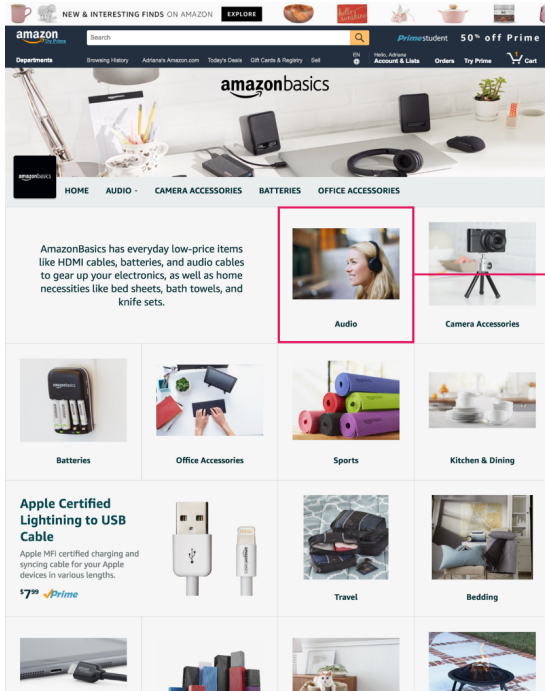 NEW & INTERESTING FINDS ON AMAZON EXPLORE
amazon
Try Prime
Search
Primestudent 50% off Prime
Departments
Browsing History Adriana's Amazon.com Today's Deals Gift Cards & Registry Sell
EN
Hello, Adriana
Account & Lists Orders Try Prime Cart
amazonbasics
amazonbasics
HOME AUDIO CAMERA ACCESSORIES BATTERIES OFFICE ACCESSORIES
AmazonBasics has everyday low-price items
like HDMI cables, batteries, and audio cables
to gear up your electronics, as well as home
necessities like bed sheets, bath towels, and
knife sets.
Audio
Camera Accessories
Batteries
Office Accessories
Sports
Kitchen & Dining
Apple Certified
Lightining to USB
Cable
Apple MFi certified charging and
syncing cable for your Apple
devices in various lengths.
$7.99 Prime
Travel
Bedding